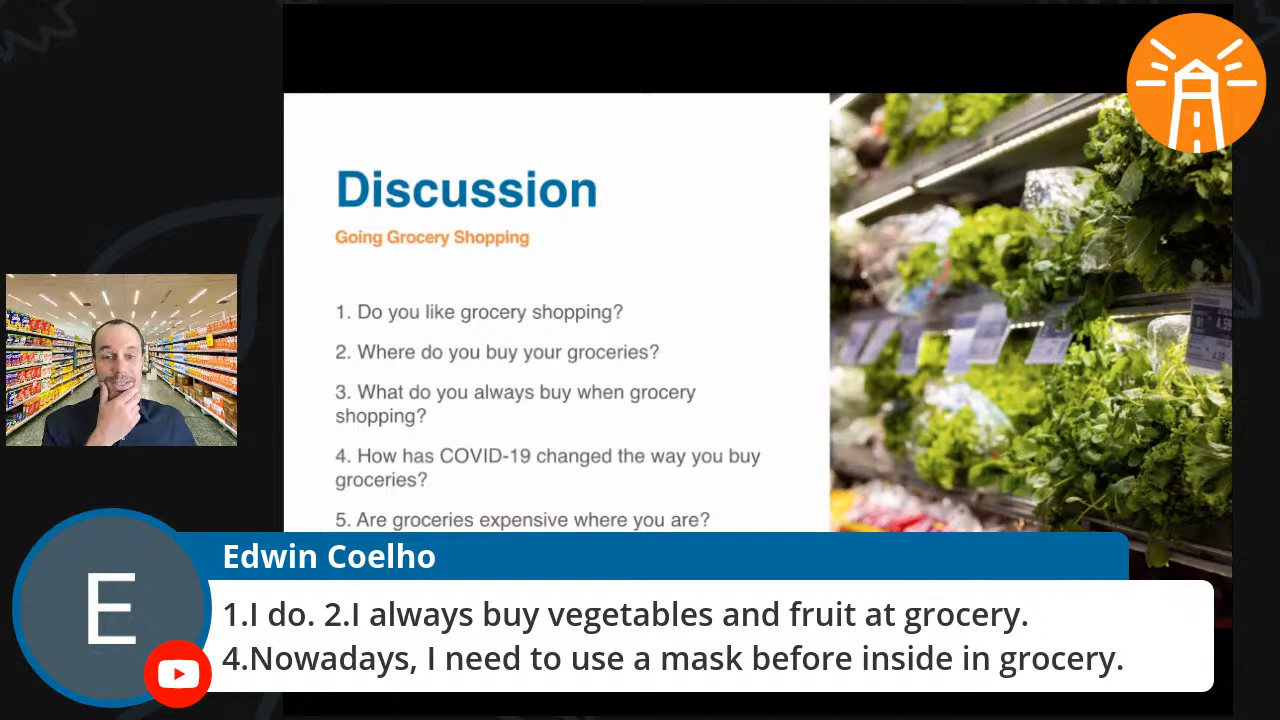 Discussion
Going Grocery Shopping
1. Do you like grocery shopping?
2. Where do you buy your groceries?
3. What do you always buy when grocery
shopping?
4. How has COVID-19 changed the way you buy
groceries?
5. Are groceries expensive where you are?
E
Edwin Coelho
1.I do. 2.I always buy vegetables and fruit at grocery.
4.Nowadays, I need to use a mask before inside in grocery.